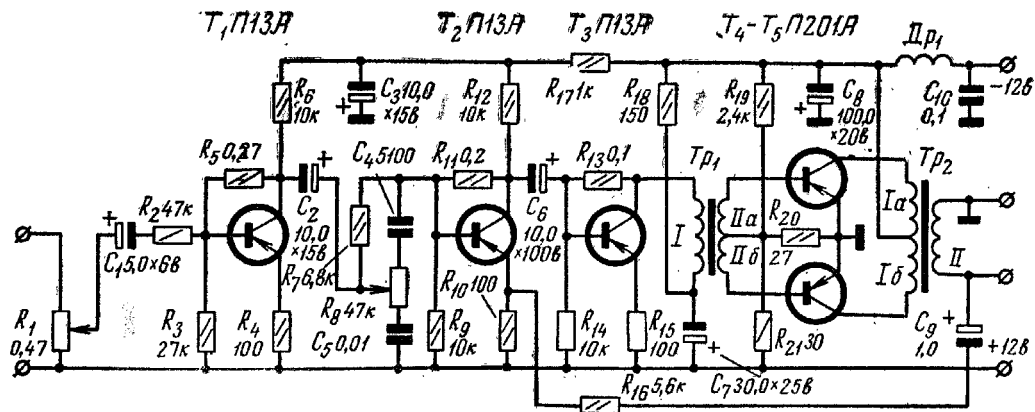 T₁ П13А
T₂ П13А
T₃ П13А
T₄-T₅ П201А
Др₁
R₆
10к
C₃ 10,0
×15в
R₁₂
10к
R₁₇ 1к
R₁₈
150
R₁₉
2,4к
C₈
100,0
×20в
C₁₀
0,1
-12в
R₅ 0,27
C₂
10,0
×15в
C₄ 5100
R₁₁ 0,2
C₆
10,0
×100в
R₁₃ 0,1
Тр₁
Тр₂
R₂ 47к
C₁ 5,0×6в
I
IIа
IIб
R₂₀
27
Iа
Iб
II
R₇ 6,8к
R₈ 47к
R₁₀ 100
R₁
0,47
R₃
27к
R₄
100
C₅ 0,01
R₉
10к
R₁₄
10к
R₁₅
100
R₂₁ 30
C₉
1,0
+12в
R₁₆ 5,6к
C₇ 30,0×25в